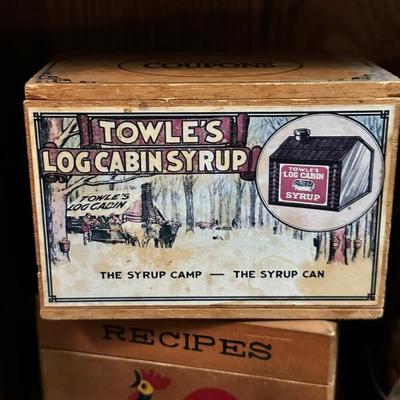 COUPONS
TOWLE'S
LOG CABIN SYRUP
TOWLE'S
LOG CABIN
TOWLE'S
LOG CABIN
SYRUP
THE SYRUP CAMP — THE SYRUP CAN
RECIPES